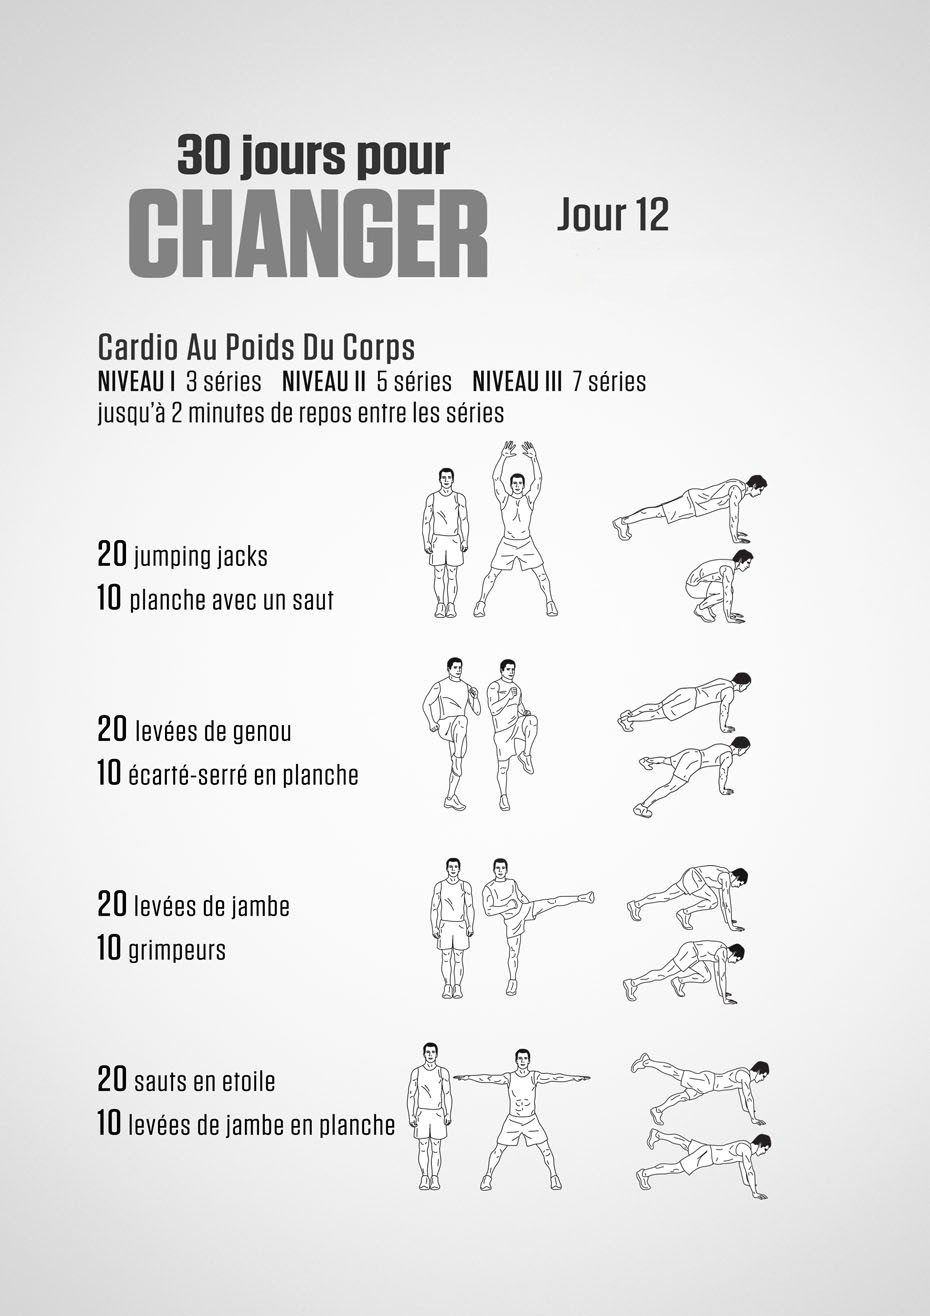 30 jours pour
CHANGER
Jour 12
Cardio Au Poids Du Corps
NIVEAU I 3 séries NIVEAU II 5 séries NIVEAU III 7 séries
jusqu'à 2 minutes de repos entre les séries
20 jumping jacks
10 planche avec un saut
20 levées de genou
10 écarté-serré en planche
20 levées de jambe
10 grimpeurs
20 sauts en etoile
10 levées de jambe en planche